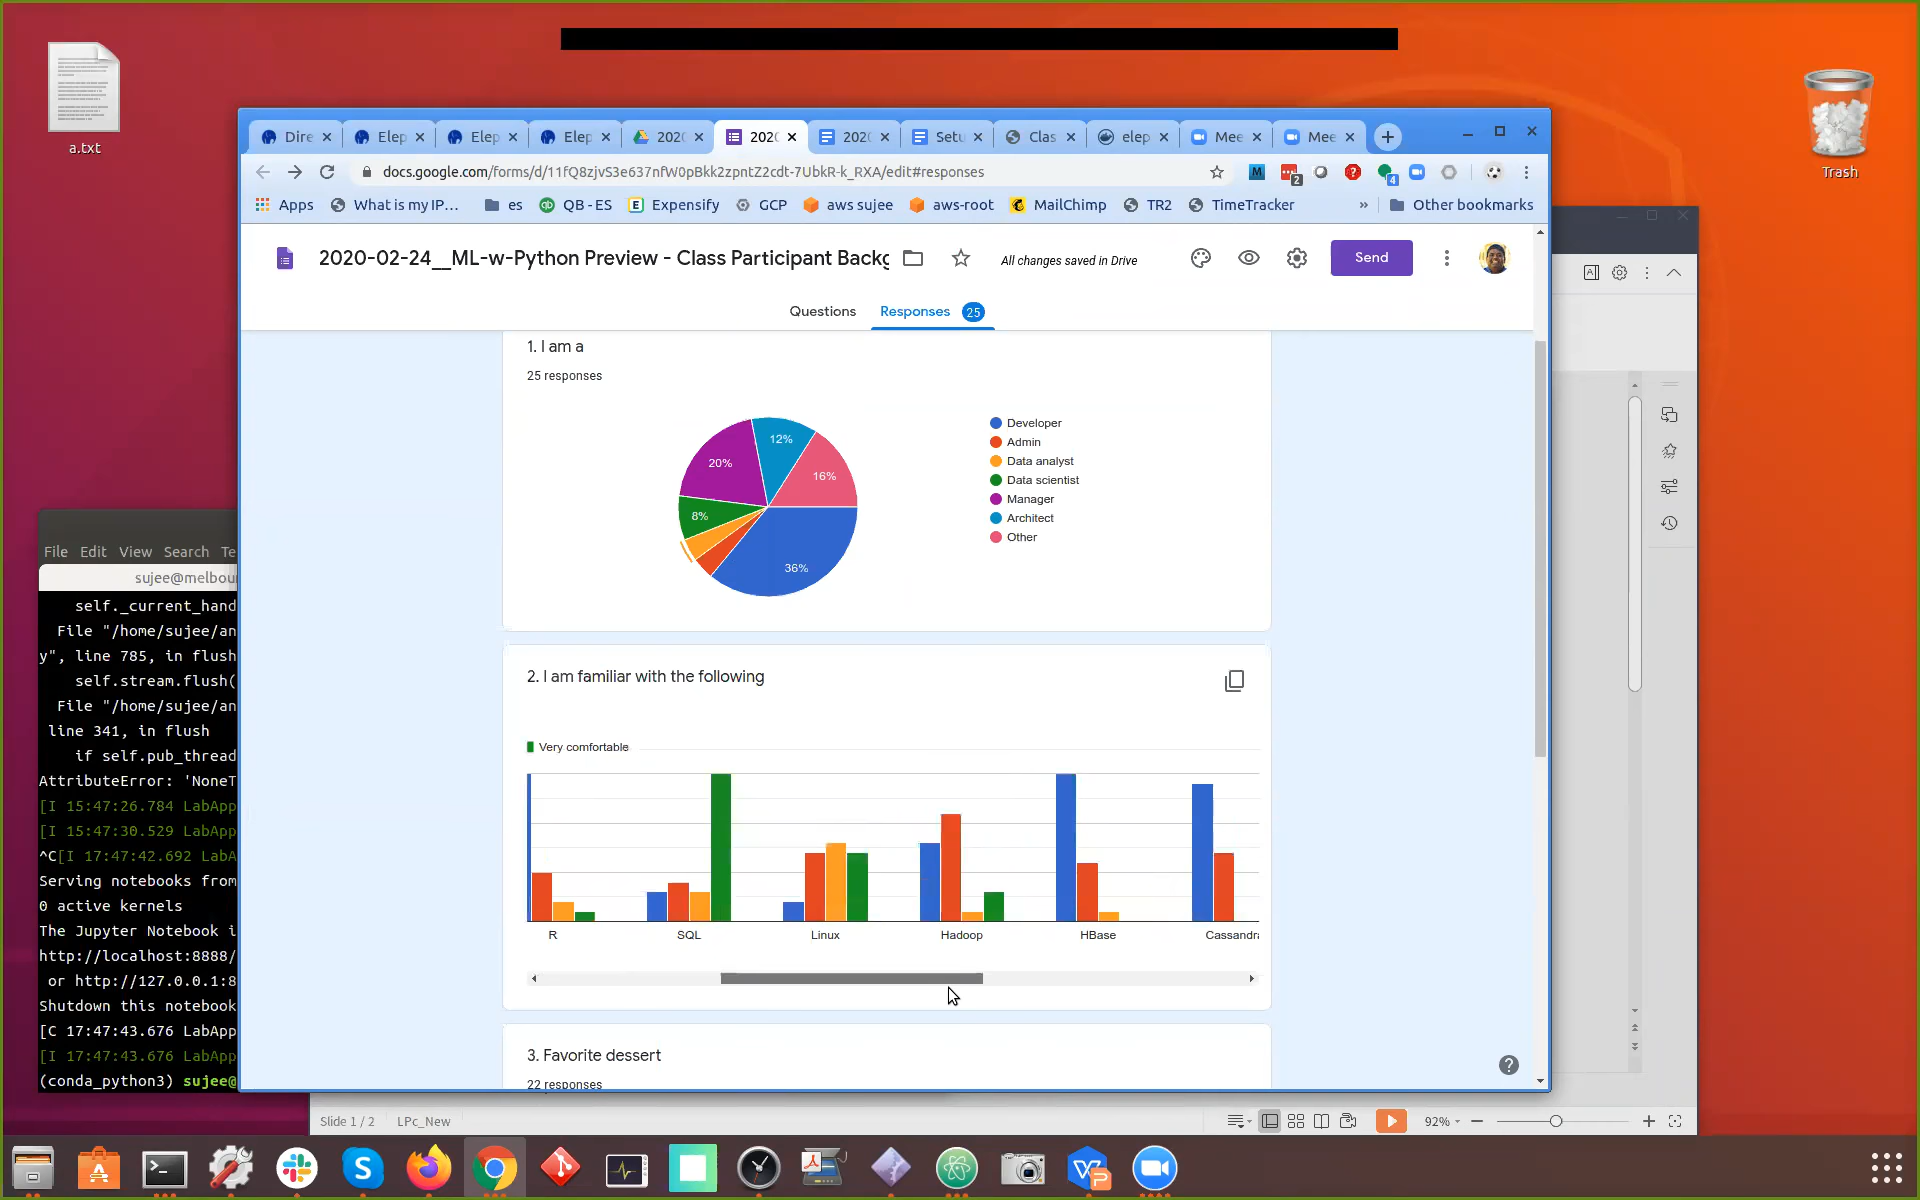 a.txt
Trash
Dire
Elep
Elep
Elep
2020
2020
2020
Setu
Clas
elep
Mee
Mee
docs.google.com/forms/d/11fQ8zjvS3e637nfW0pBkk2zpntZ2cdt-7UbkR-k_RXA/edit#responses
2
4
Apps
What is my IP...
es
QB - ES
Expensify
GCP
aws sujee
aws-root
MailChimp
TR2
TimeTracker
»
Other bookmarks
2020-02-24__ML-w-Python Preview - Class Participant Backg
All changes saved in Drive
Send
Questions
Responses 25
1. I am a
25 responses
12%
20%
16%
8%
36%
Developer
Admin
Data analyst
Data scientist
Manager
Architect
Other
2. I am familiar with the following
Very comfortable
R SQL Linux Hadoop HBase Cassandra
3. Favorite dessert
22 responses
File Edit View Search Te
sujee@melbou
self._current_hand
File "/home/sujee/an
y", line 785, in flush
self.stream.flush(
File "/home/sujee/an
line 341, in flush
if self.pub_thread
AttributeError: 'NoneT
[I 15:47:26.784 LabApp
[I 15:47:30.529 LabApp
^C[I 17:47:42.692 LabA
Serving notebooks from
0 active kernels
The Jupyter Notebook i
http://localhost:8888/
or http://127.0.0.1:8
Shutdown this notebook
[C 17:47:43.676 LabApp
[I 17:47:43.676 LabApp
(conda_python3) sujee@
Slide 1 / 2 LPc_New
92%